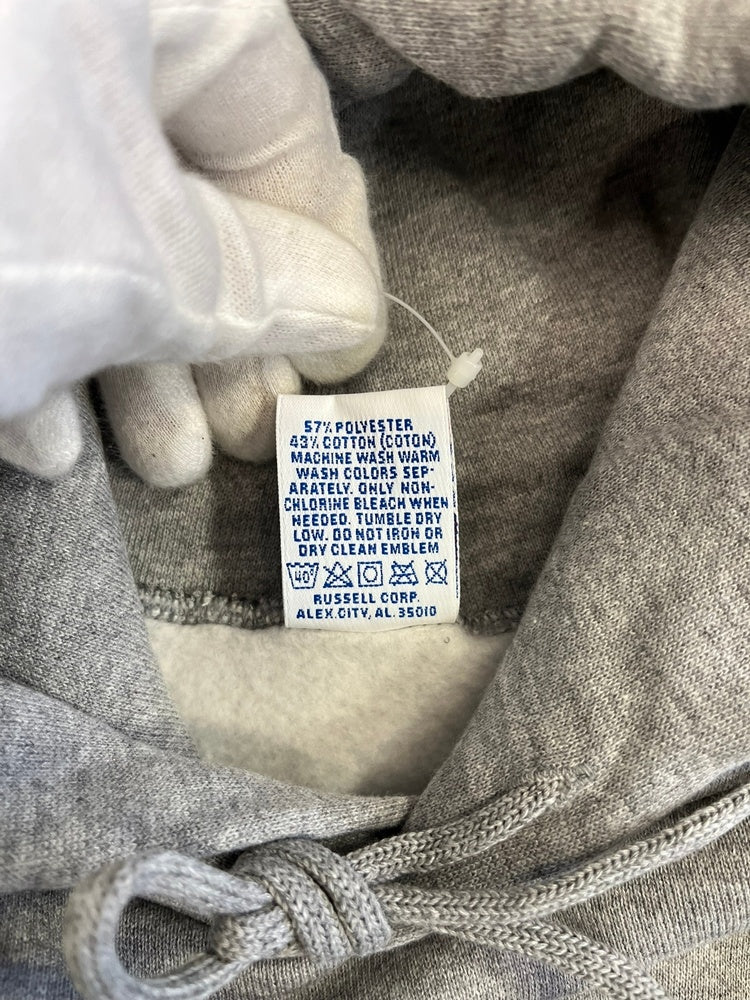 57% POLYESTER
43% COTTON (COTON)
MACHINE WASH WARM
WASH COLORS SEP-
ARATELY. ONLY NON-
CHLORINE BLEACH WHEN
NEEDED. TUMBLE DRY
LOW. DO NOT IRON OR
DRY CLEAN EMBLEM
40°
RUSSELL CORP.
ALEX.CITY, AL. 35010